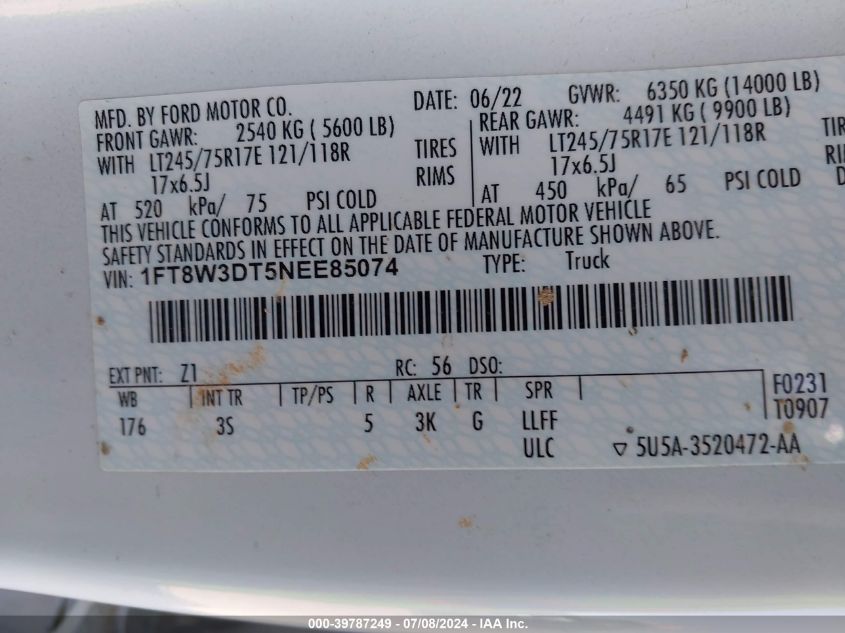 MFD. BY FORD MOTOR CO. DATE: 06/22 GVWR: 6350 KG (14000 LB)
FRONT GAWR: 2540 KG ( 5600 LB) REAR GAWR: 4491 KG ( 9900 LB)
WITH LT245/75R17E 121/118R TIRES WITH LT245/75R17E 121/118R TIR
17x6.5J RIMS 17x6.5J RI
AT 520 kPa/ 75 PSI COLD AT 450 kPa/ 65 PSI COLD
THIS VEHICLE CONFORMS TO ALL APPLICABLE FEDERAL MOTOR VEHICLE
SAFETY STANDARDS IN EFFECT ON THE DATE OF MANUFACTURE SHOWN ABOVE.
VIN: 1FT8W3DT5NEE85074 TYPE: Truck
EXT PNT: Z1 RC: 56 DSO:
WB INT TR TP/PS R AXLE TR SPR F0231
176 3S 5 3K G LLFF T0907
ULC 5U5A-3520472-AA
000-39787249 - 07/08/2024 - IAA Inc.